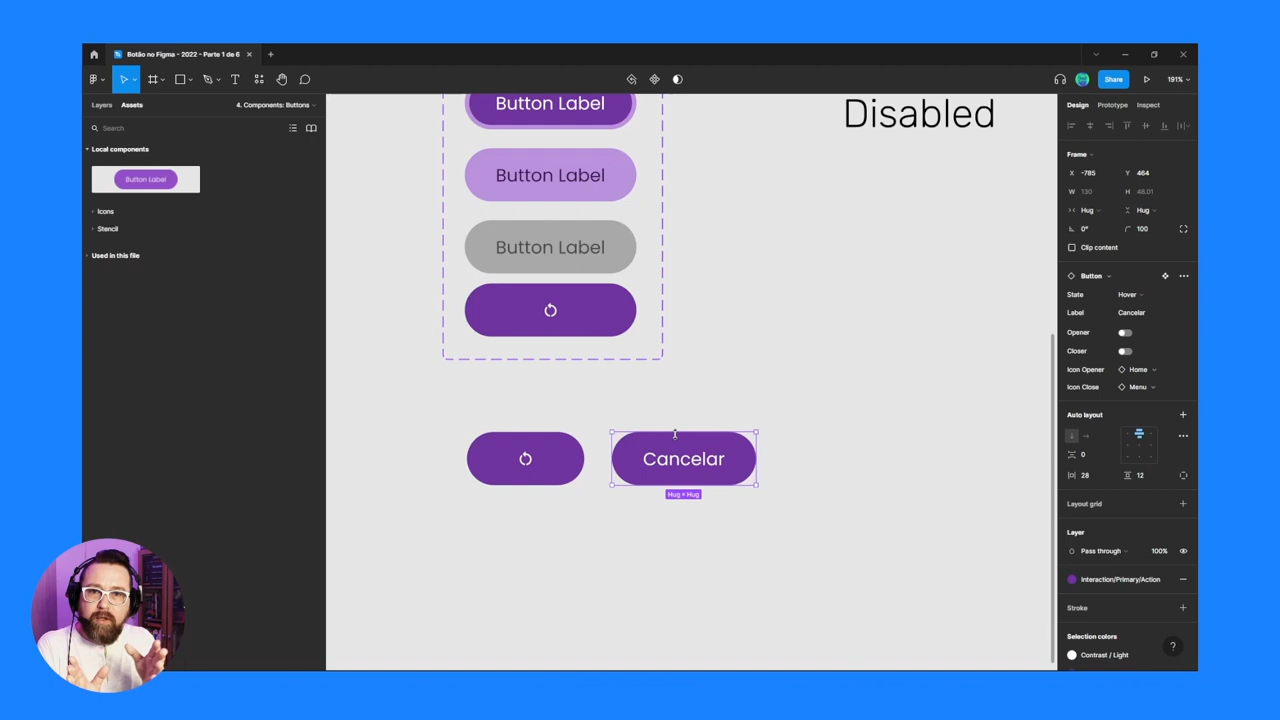 Botão no Figma - 2022 - Parte 1 de 6
Share
191%
Layers
Assets
4. Components: Buttons
Search
Local components
Button Label
Icons
Stencil
Used in this file
Button Label
Button Label
Button Label
Disabled
Cancelar
Hug × Hug
Design
Prototype
Inspect
Frame
X -785
Y 464
W 130
H 48.01
Hug
Hug
0°
100
Clip content
Button
State Hover
Label Cancelar
Opener
Closer
Icon Opener Home
Icon Close Menu
Auto layout
0
28
12
Layout grid
Layer
Pass through 100%
Interaction/Primary/Action
Stroke
Selection colors
Contrast / Light
?